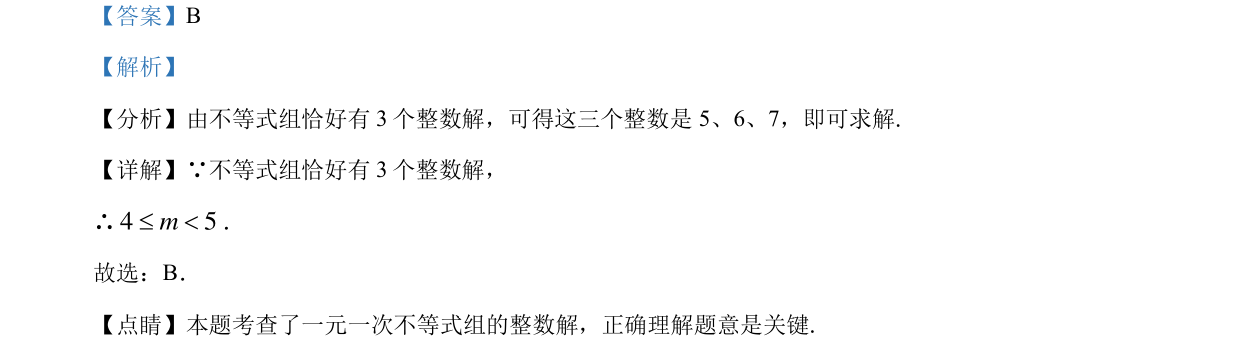 【答案】B
【解析】
【分析】由不等式组恰好有 3 个整数解，可得这三个整数是 5、6、7，即可求解.
【详解】∵不等式组恰好有 3 个整数解，
∴ 4 ≤ m < 5 .
故选：B.
【点睛】本题考查了一元一次不等式组的整数解，正确理解题意是关键.